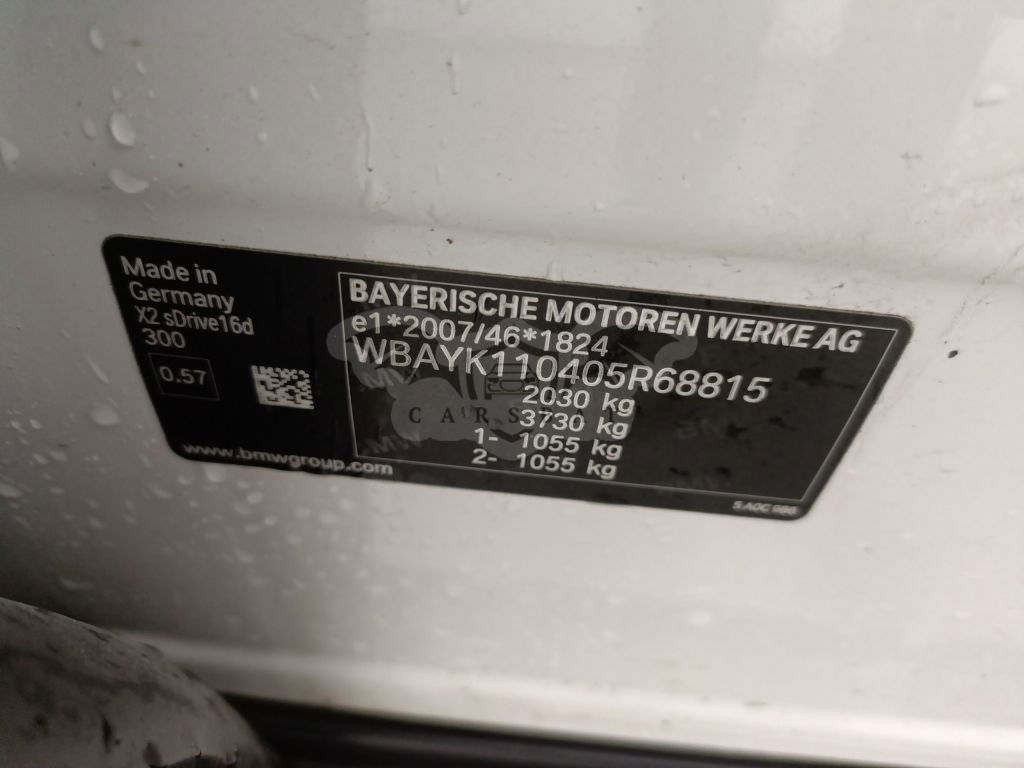 Made in
Germany
X2 sDrive16d
300
0.57
www.bmwgroup.com
BAYERISCHE MOTOREN WERKE AG
e1*2007/46*1824
WBAYK110405R68815
2030 kg
3730 kg
1- 1055 kg
2- 1055 kg